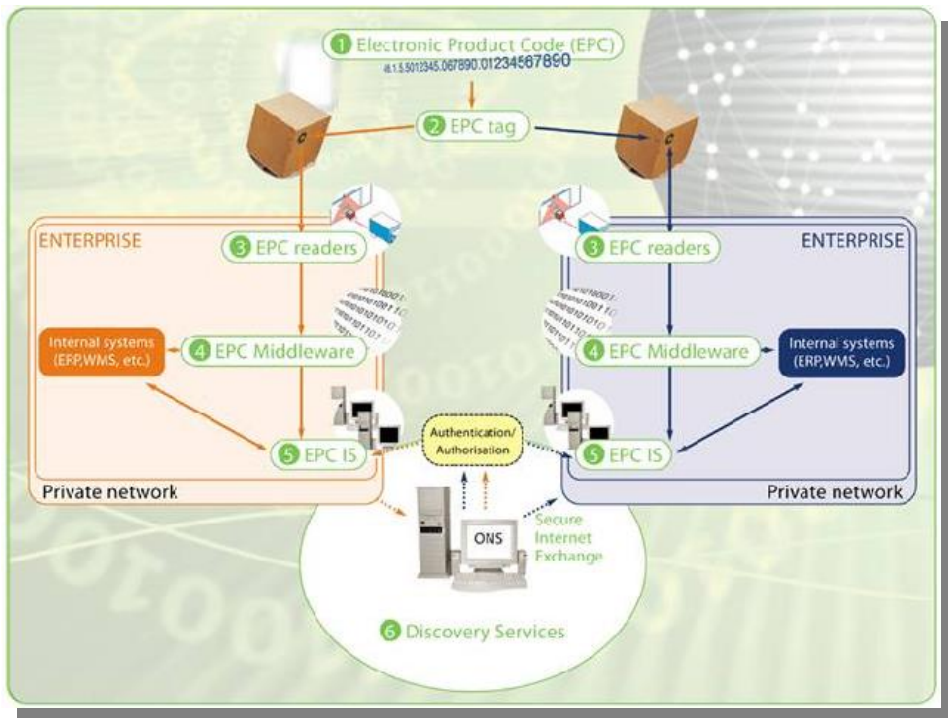 1 Electronic Product Code (EPC)
2 EPC tag
ENTERPRISE
3 EPC readers
Internal systems
(ERP,WMS, etc.)
4 EPC Middleware
5 EPC IS
Private network
ENTERPRISE
3 EPC readers
4 EPC Middleware
Internal systems
(ERP,WMS, etc.)
5 EPC IS
Private network
Authentication/
Authorisation
ONS
Secure
Internet
Exchange
6 Discovery Services